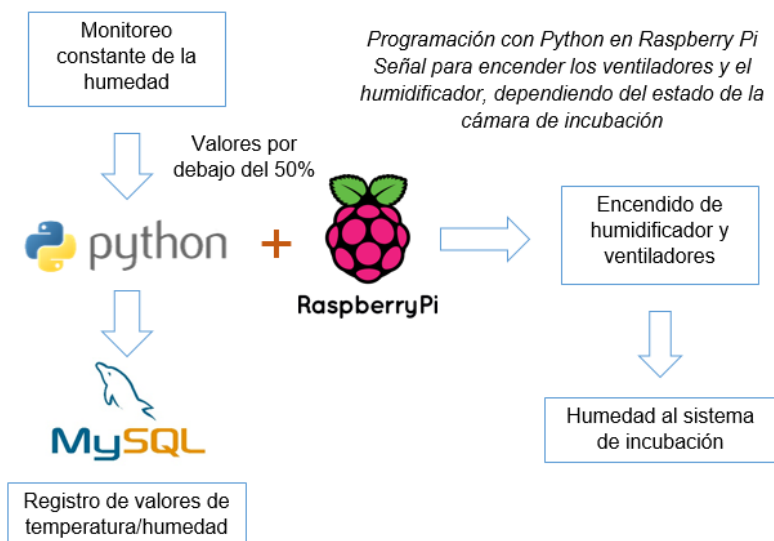 Monitoreo
constante de la
humedad
Programación con Python en Raspberry Pi
Señal para encender los ventiladores y el
humidificador, dependiendo del estado de la
cámara de incubación
Valores por
debajo del 50%
python
+
RaspberryPi
Encendido de
humidificador y
ventiladores
MySQL
Humedad al sistema
de incubación
Registro de valores de
temperatura/humedad